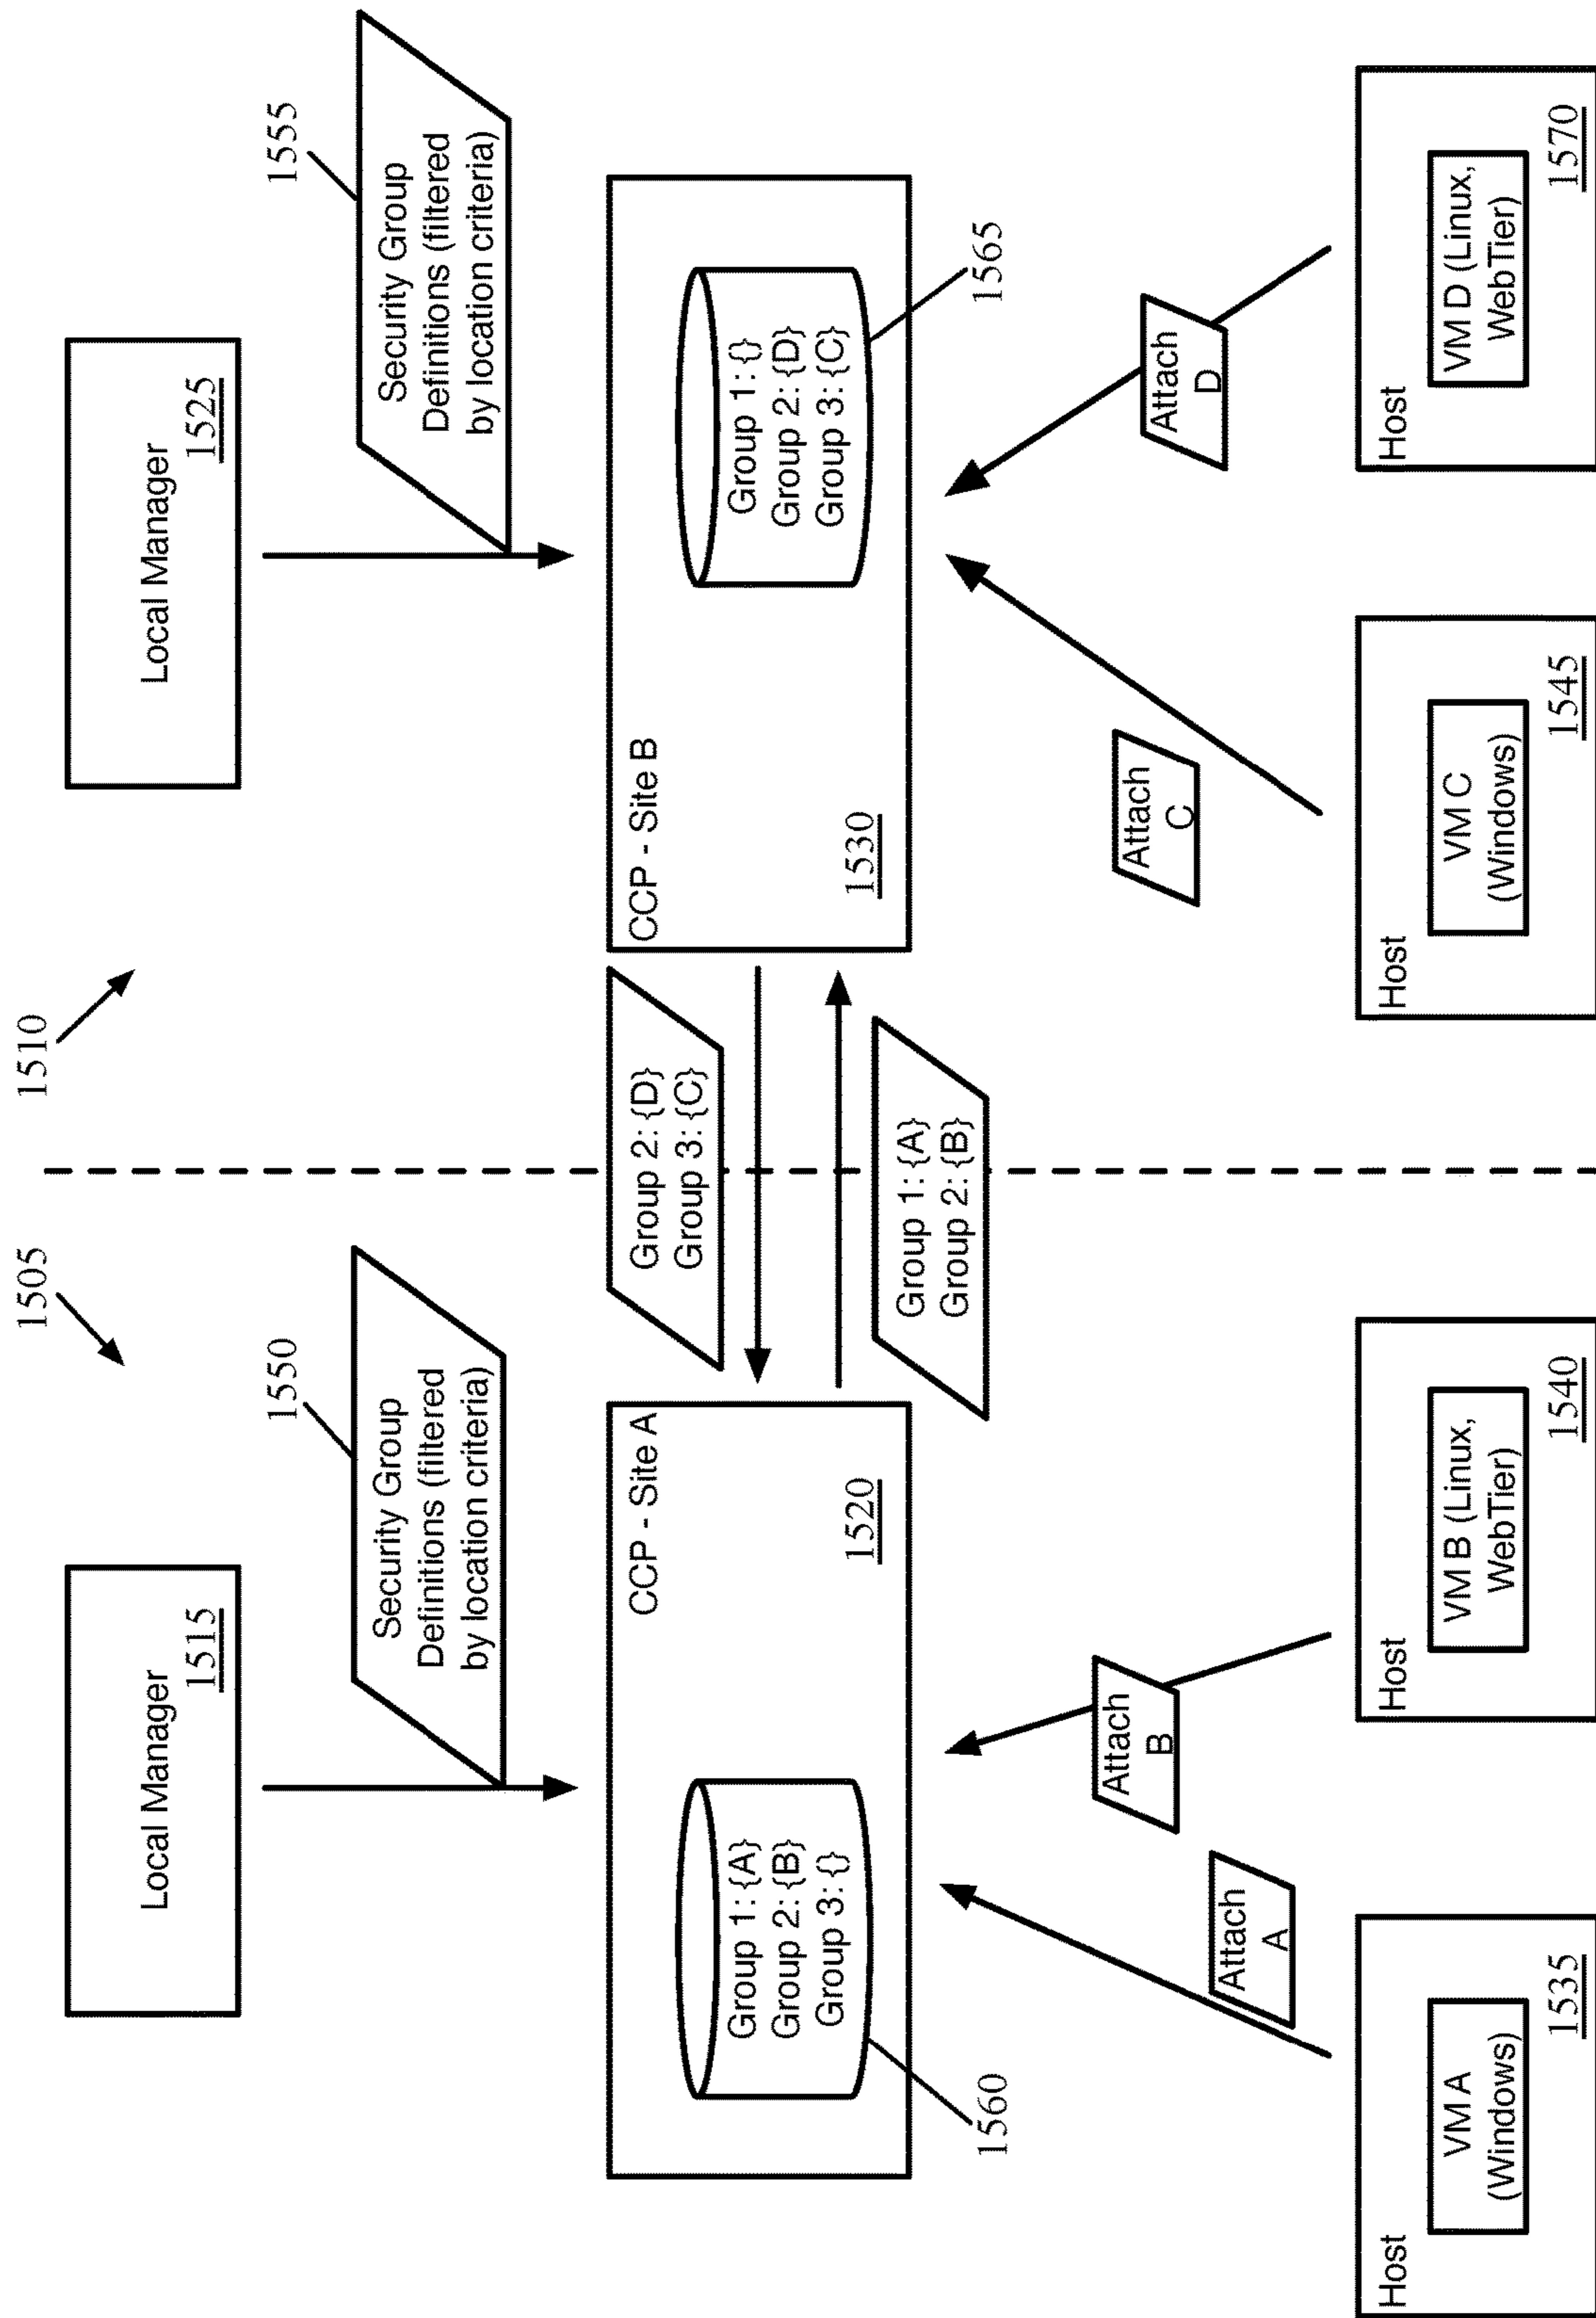 1505
1510
Local Manager
1515
Local Manager
1525
1550
Security Group
Definitions (filtered
by location criteria)
1555
Security Group
Definitions (filtered
by location criteria)
CCP - Site A
Group 1: {A}
Group 2: {B}
Group 3: {}
1520
1560
Group 2: {D}
Group 3: {C}
Group 1: {A}
Group 2: {B}
CCP - Site B
Group 1: {}
Group 2: {D}
Group 3: {C}
1530
1565
Attach
A
Attach
B
Attach
C
Attach
D
Host
VM A
(Windows)
1535
Host
VM B (Linux,
WebTier)
1540
Host
VM C
(Windows)
1545
Host
VM D (Linux,
WebTier)
1570